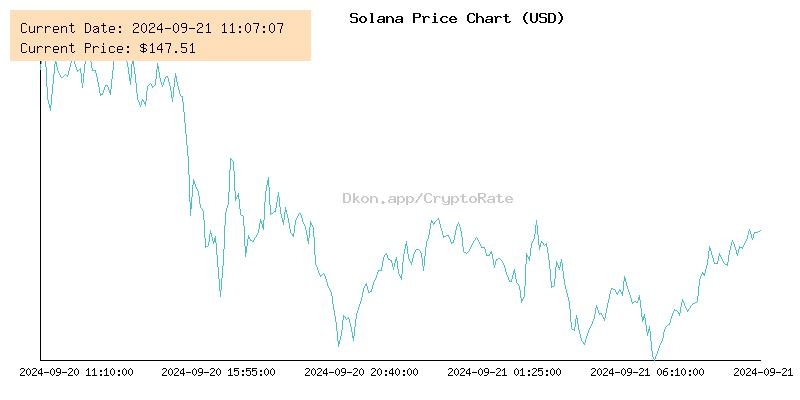 Solana Price Chart (USD)
Current Date: 2024-09-21 11:07:07
Current Price: $147.51
Dkon.app/CryptoRate
2024-09-20 11:10:00 2024-09-20 15:55:00 2024-09-20 20:40:00 2024-09-21 01:25:00 2024-09-21 06:10:00 2024-09-21